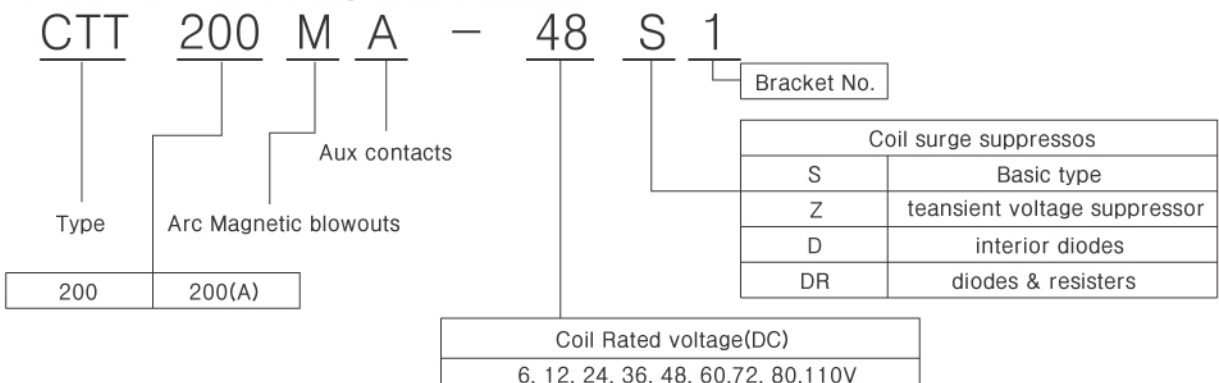 CTT 200 M A - 48 S 1
Bracket No.
Coil surge suppressos
S Basic type
Z teansient voltage suppressor
D interior diodes
DR diodes & resisters
Aux contacts
Type Arc Magnetic blowouts
200 200(A)
Coil Rated voltage(DC)
6, 12, 24, 36, 48, 60.72, 80.110V